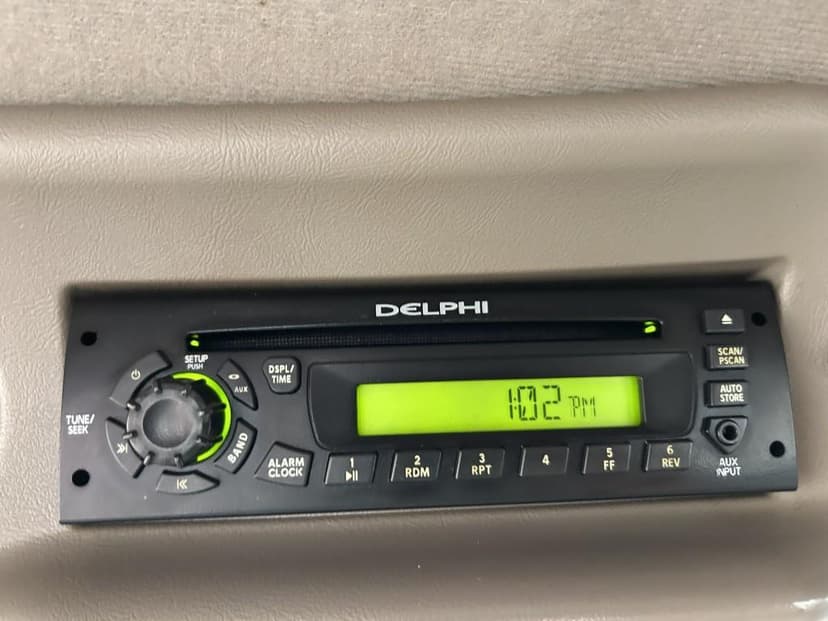 DELPHI
SETUP
PUSH
AUX
DSPL/
TIME
SCAN/
PSCAN
AUTO
STORE
1:02 PM
TUNE/
SEEK
BAND
ALARM
CLOCK
1
2
RDM
3
RPT
4
5
FF
6
REV
AUX
INPUT